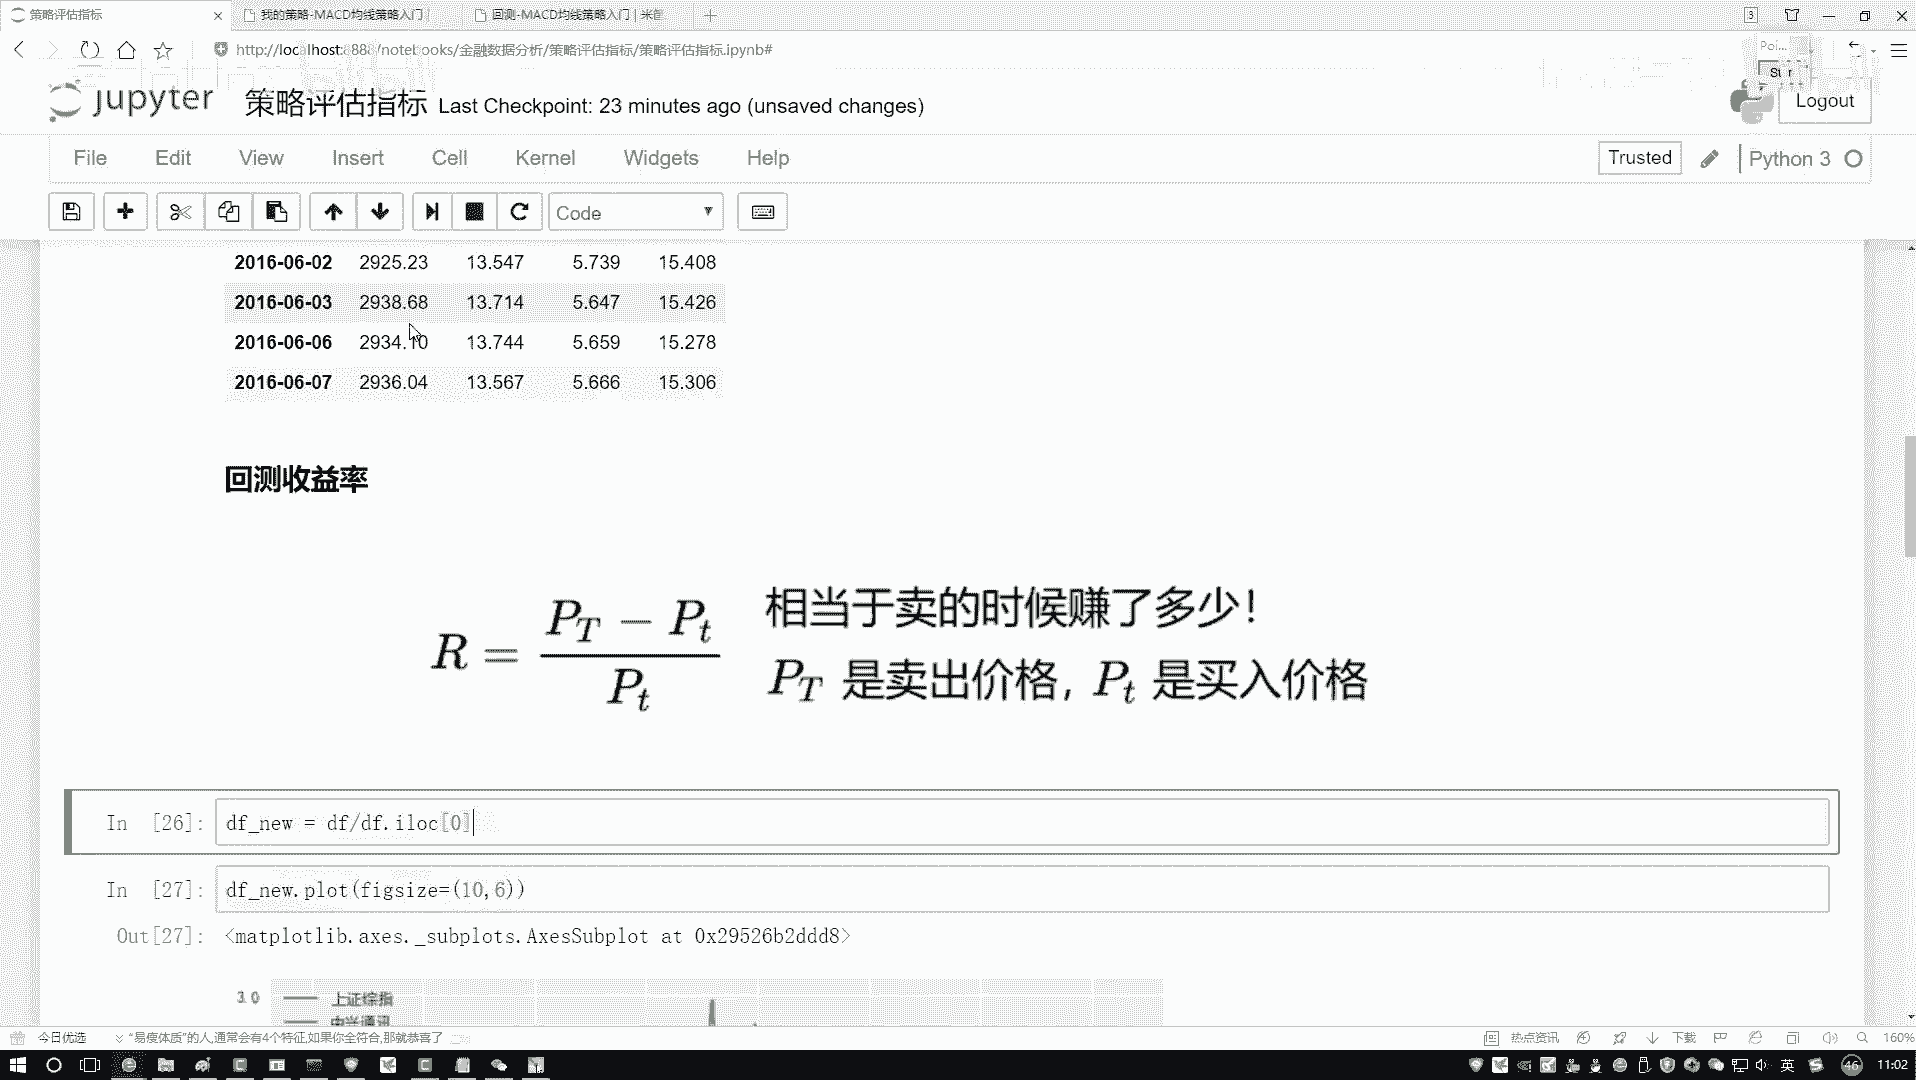 策略评估指标
我的策略-MACD均线策略入门
回测-MACD均线策略入门 | 米筐
3
http://localhost:8888/notebooks/金融数据分析/策略评估指标/策略评估指标.ipynb#
Poi...
jupyter 策略评估指标 Last Checkpoint: 23 minutes ago (unsaved changes)
Logout
File Edit View Insert Cell Kernel Widgets Help
Trusted Python 3
Code
2016-06-02 2925.23 13.547 5.739 15.408
2016-06-03 2938.68 13.714 5.647 15.426
2016-06-06 2934.10 13.744 5.659 15.278
2016-06-07 2936.04 13.567 5.666 15.306
回测收益率
R = (P_T − P_t) / P_t
相当于卖的时候赚了多少！
P_T 是卖出价格，P_t 是买入价格
In [26]: df_new = df/df.iloc[0]
In [27]: df_new.plot(figsize=(10,6))
Out[27]: <matplotlib.axes._subplots.AxesSubplot at 0x29526b2ddd8>
3.0 上证综指
中兴通讯
今日优选 “易瘦体质”的人,通常会有4个特征,如果你全符合,那就恭喜了
热点资讯 下载 160%
英 46 11:02